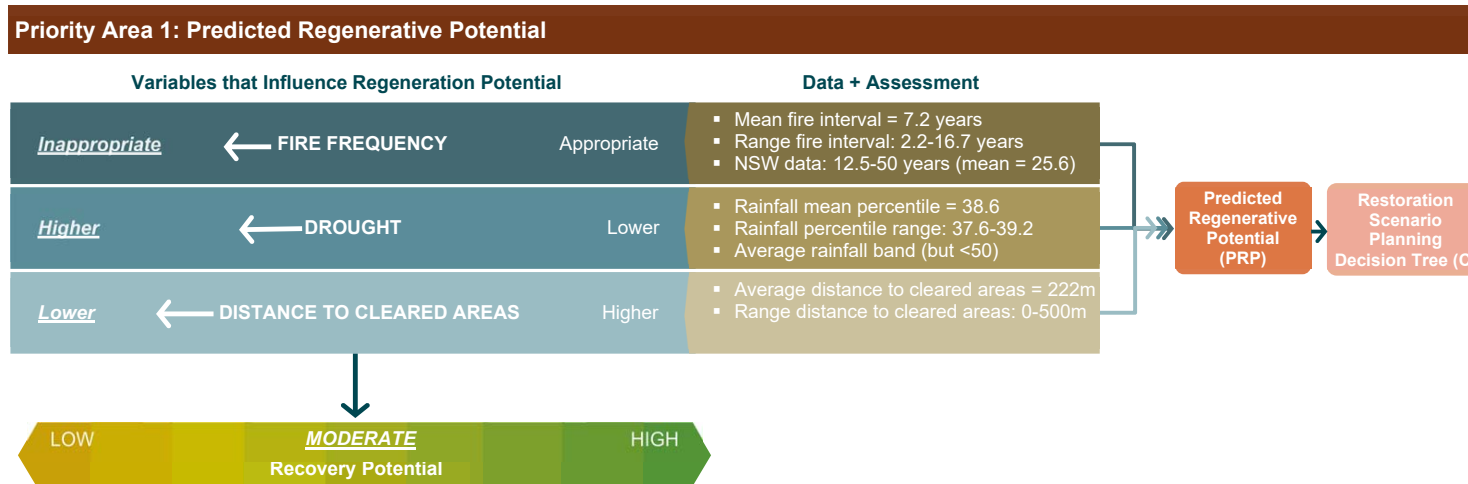 Priority Area 1: Predicted Regenerative Potential
Variables that Influence Regeneration Potential
Data + Assessment
Inappropriate
FIRE FREQUENCY
Appropriate
▪ Mean fire interval = 7.2 years
▪ Range fire interval: 2.2-16.7 years
▪ NSW data: 12.5-50 years (mean = 25.6)
Higher
DROUGHT
Lower
▪ Rainfall mean percentile = 38.6
▪ Rainfall percentile range: 37.6-39.2
▪ Average rainfall band (but <50)
Lower
DISTANCE TO CLEARED AREAS
Higher
▪ Average distance to cleared areas = 222m
▪ Range distance to cleared areas: 0-500m
Predicted
Regenerative
Potential
(PRP)
Restoration
Scenario
Planning
Decision Tree (
LOW
MODERATE
HIGH
Recovery Potential